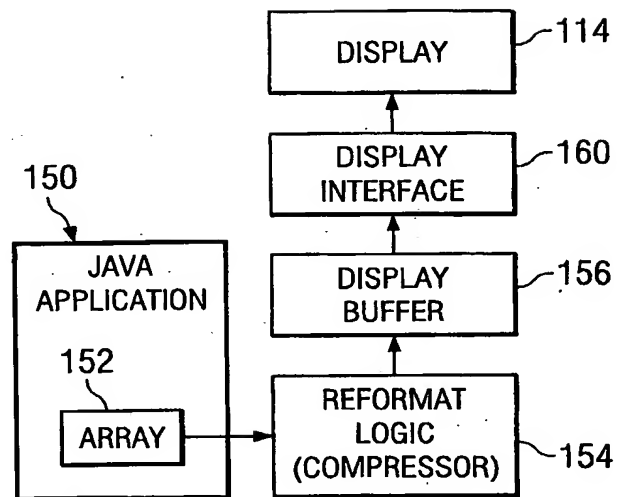 DISPLAY
114
DISPLAY
INTERFACE
160
150
JAVA
APPLICATION
DISPLAY
BUFFER
156
152
ARRAY
REFORMAT
LOGIC
(COMPRESSOR)
154